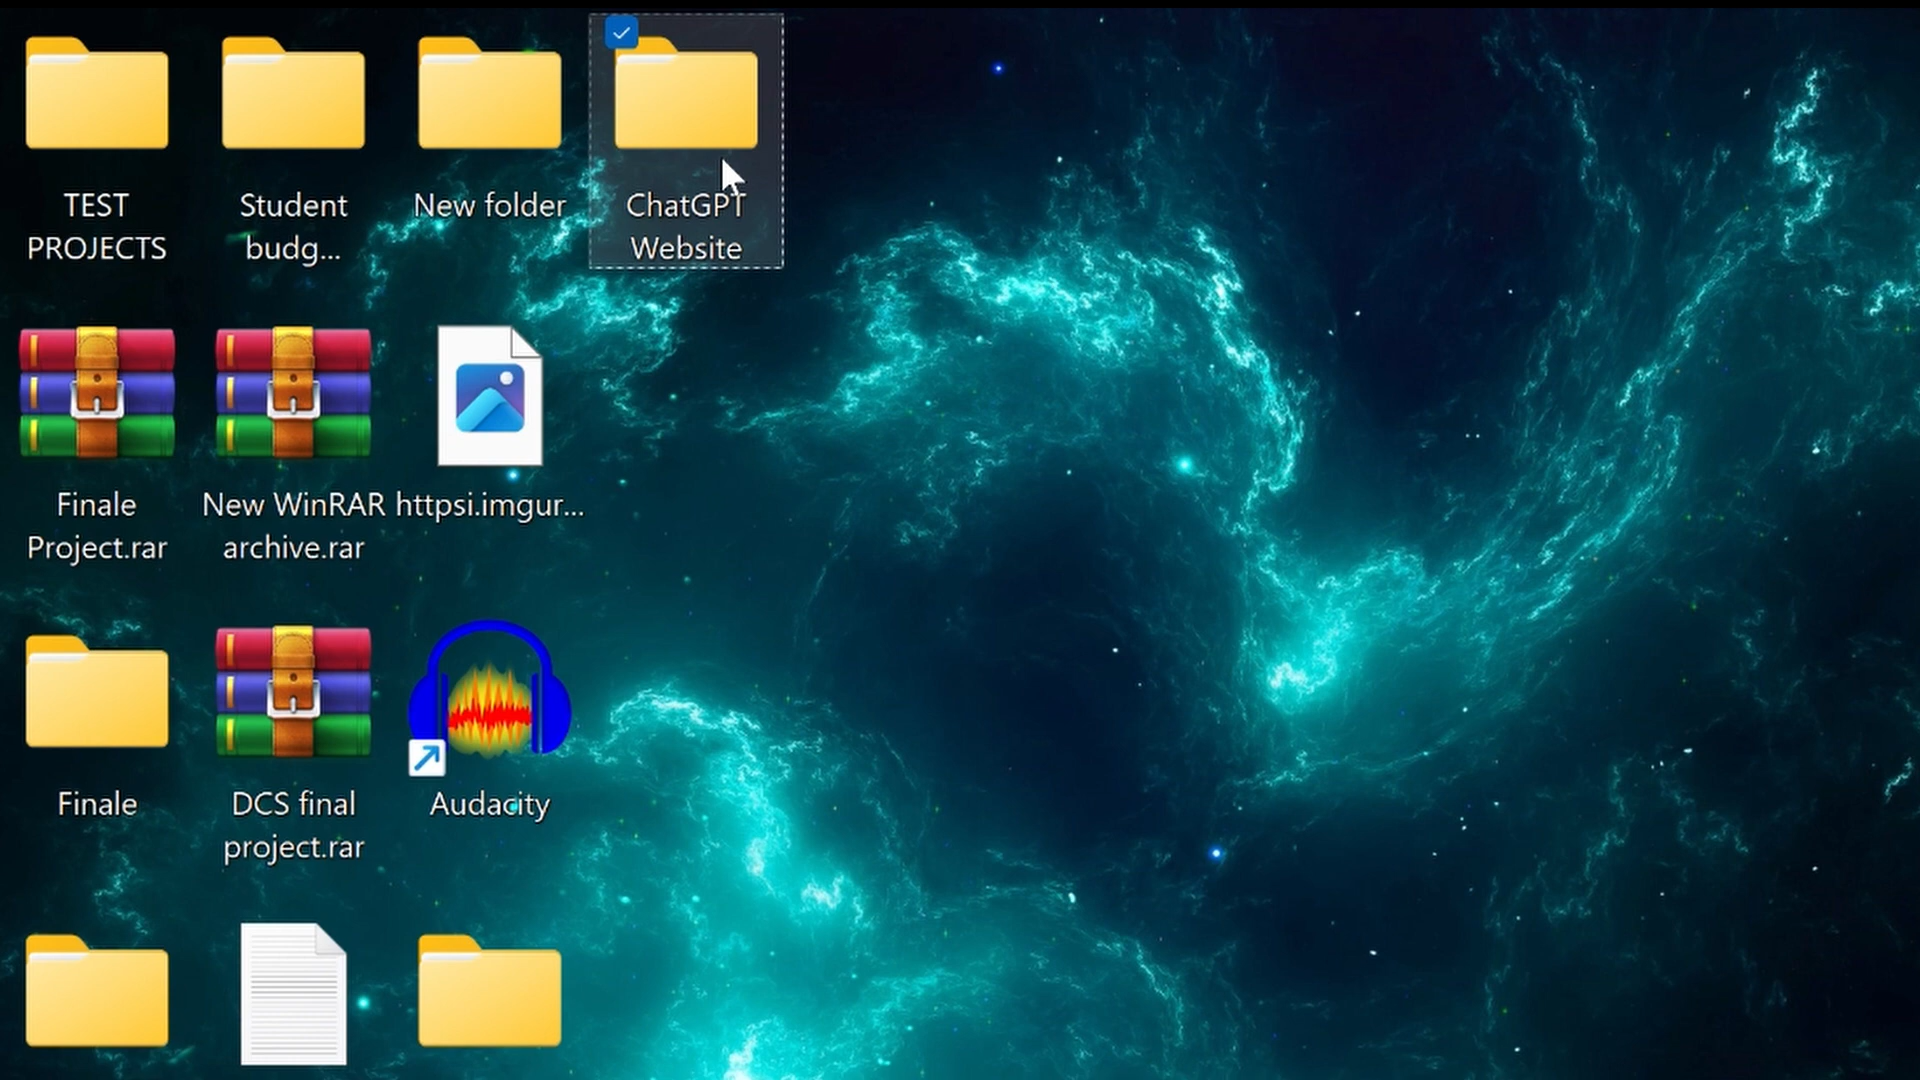 TEST
PROJECTS
Student
budg...
New folder
ChatGPT
Website
Finale
Project.rar
New WinRAR
archive.rar
httpsi.imgur...
Finale
DCS final
project.rar
Audacity